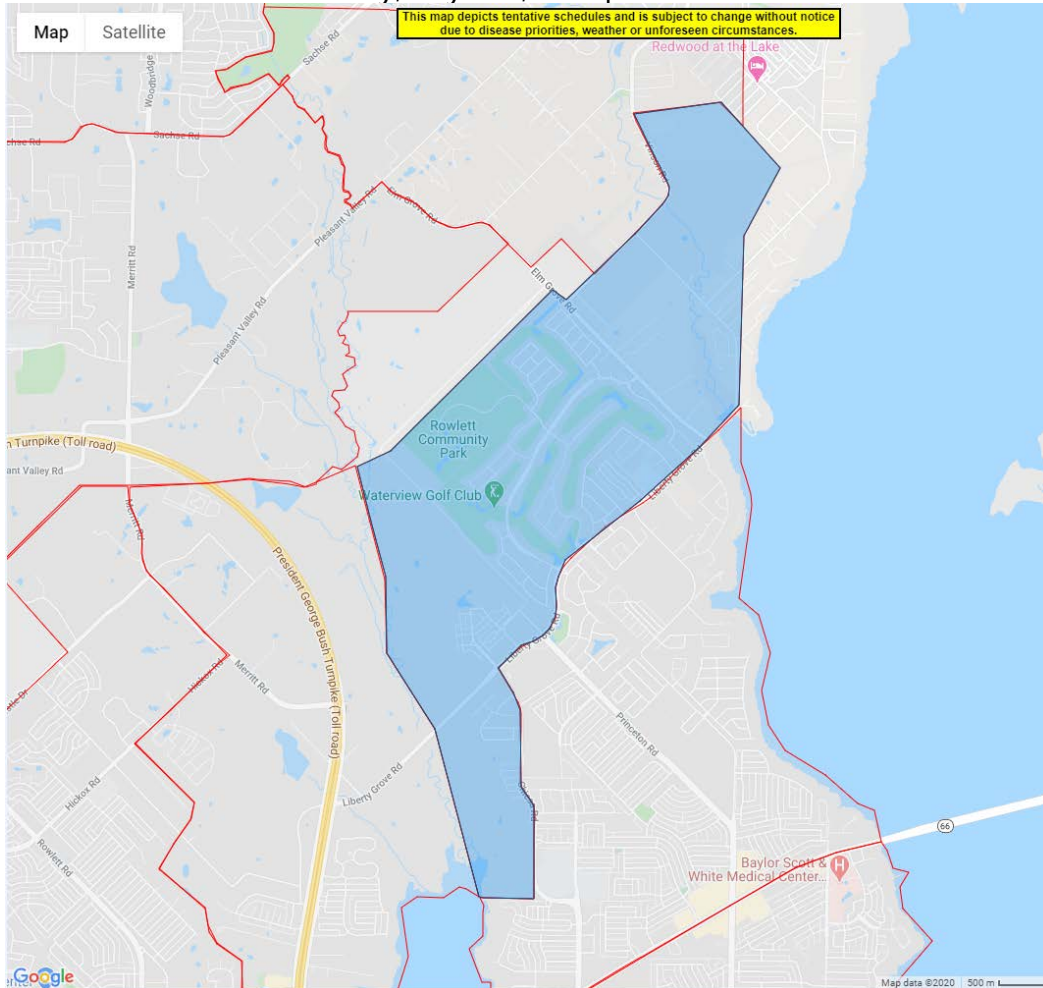 This map depicts tentative schedules and is subject to change without notice
due to disease priorities, weather or unforeseen circumstances.
Map
Satellite
Redwood at the
Lake
Woodbridge
Sachse Rd
Sachse Rd
Merritt Rd
Pleasant Valley Rd
Elm Grove Rd
Vinson Rd
Elm Grove Rd
Pleasant Valley Rd
Rowlett
Community
Park
Turnpike (Toll road)
Valley Rd
Waterview Golf Club
Liberty Grove Rd
Merritt Rd
President George Bush Turnpike (Toll road)
Liberty Grove Rd
Hickox Rd
Merritt Rd
Princeton Rd
Liberty Grove Rd
Hickox Rd
Rowlett Rd
66
Baylor Scott &
White Medical Center...
Google
Map data ©2020
500 m